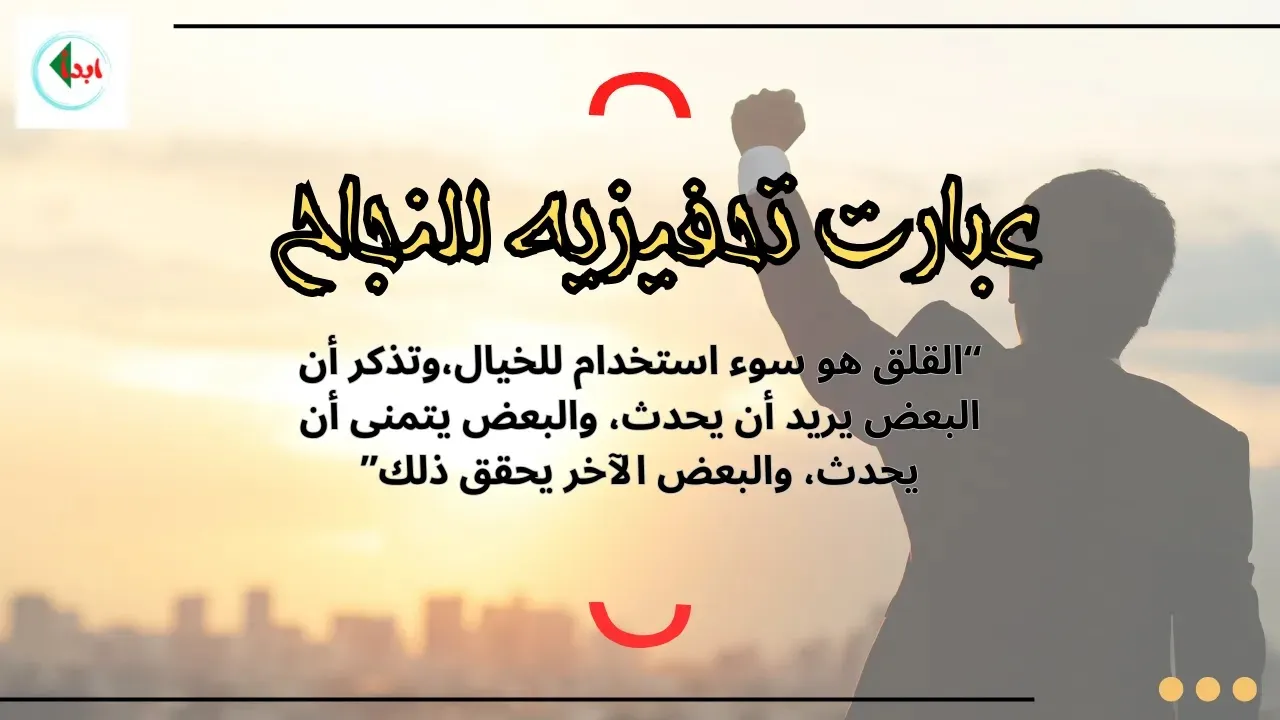 ابدأ
عبارت تحفيزيه للنجاح
“القلق هو سوء استخدام للخيال،وتذكر أن
البعض يريد أن يحدث، والبعض يتمنى أن
يحدث، والبعض الآخر يحقق ذلك”